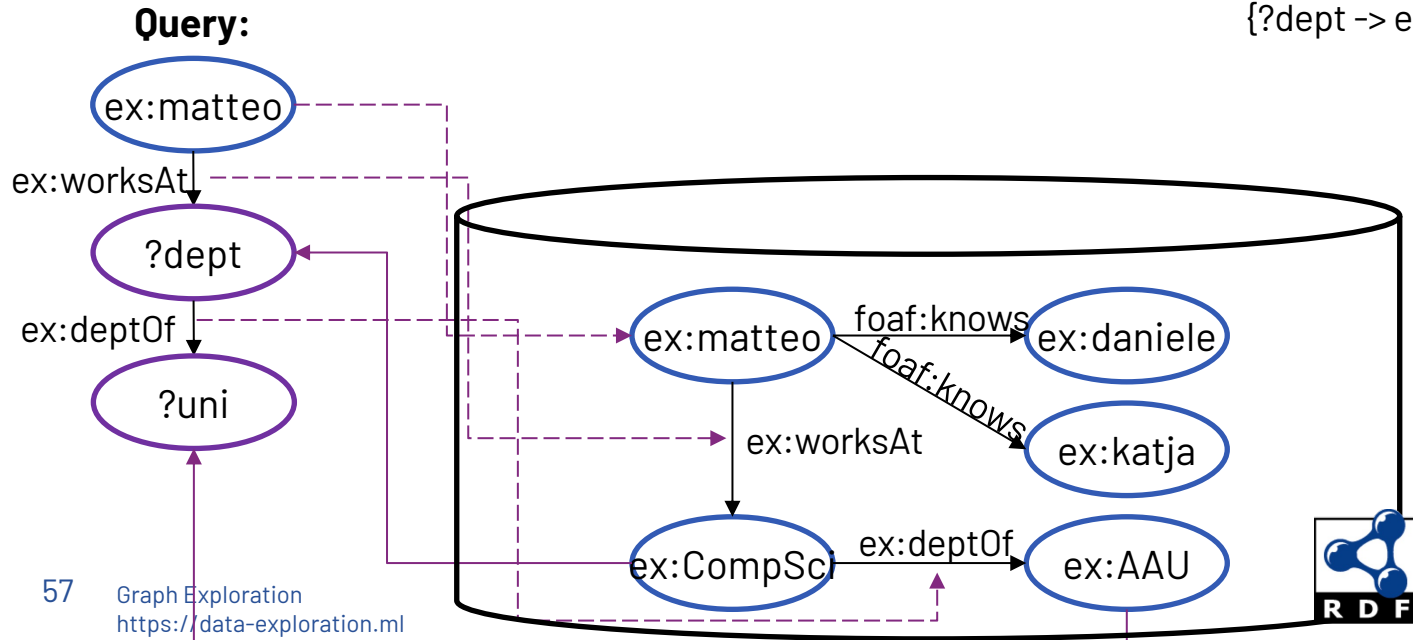 Query:
{?dept -> e
ex:matteo
ex:worksAt
?dept
ex:deptOf
?uni
ex:matteo
foaf:knows
ex:daniele
foaf:knows
ex:katja
ex:worksAt
ex:CompSci
ex:deptOf
ex:AAU
RDF
57
Graph Exploration
https://data-exploration.ml